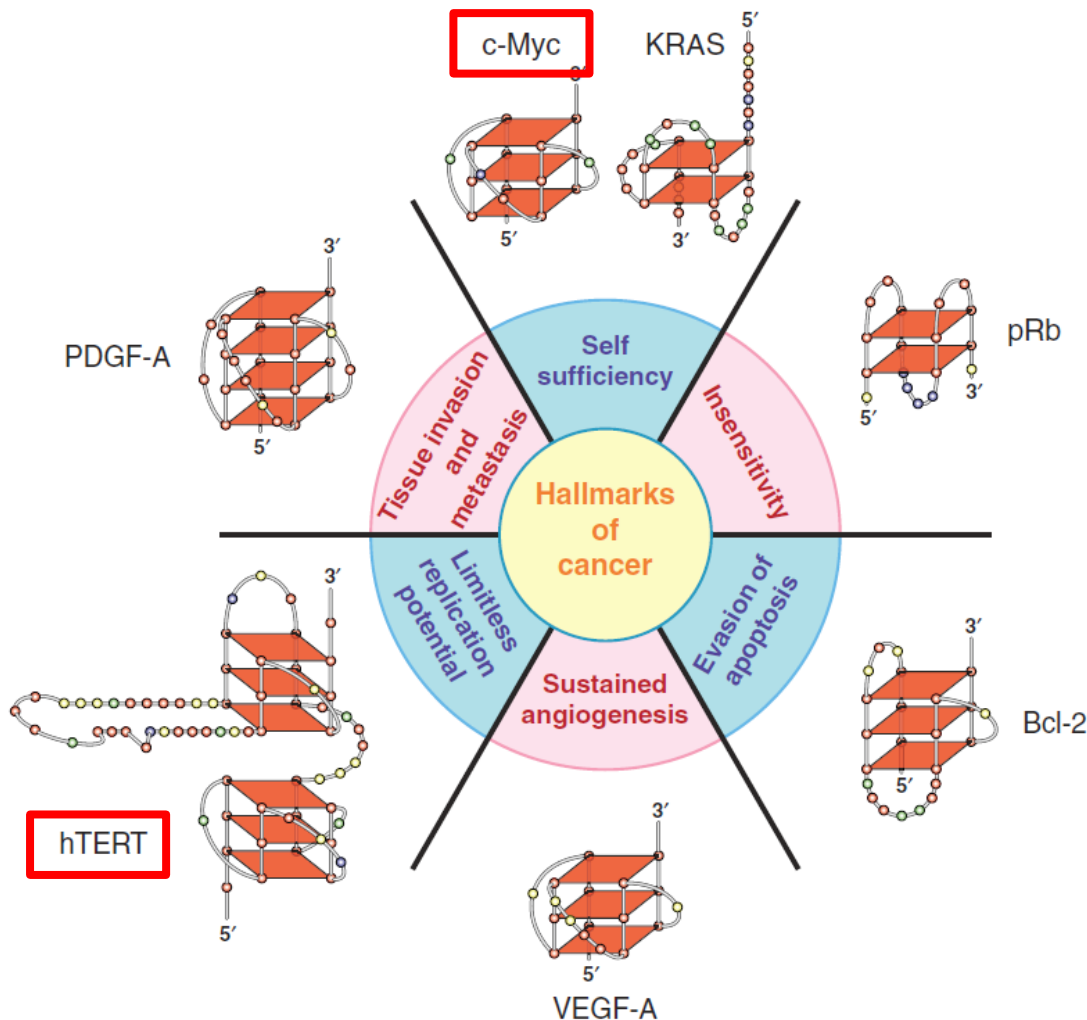 c-Myc
KRAS
5′
3′
5′
3′
PDGF-A
3′
5′
pRb
5′
3′
Self
sufficiency
Insensitivity
Tissue invasion
and
metastasis
Hallmarks
of
cancer
Limitless
replication
potential
Evasion of
apoptosis
Sustained
angiogenesis
3′
hTERT
5′
3′
Bcl-2
5′
3′
5′
VEGF-A